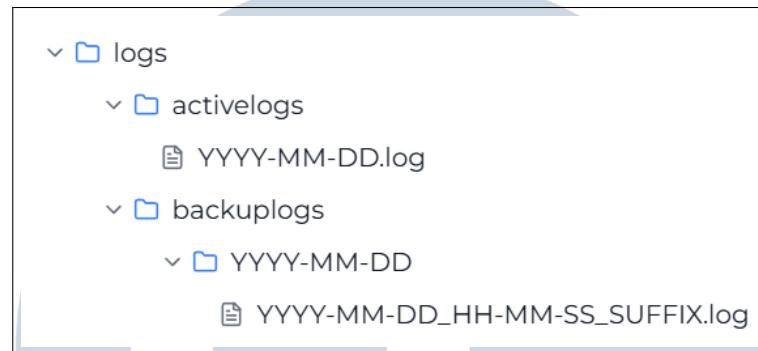 logs
activelogs
YYYY-MM-DD.log
backuplogs
YYYY-MM-DD
YYYY-MM-DD_HH-MM-SS_SUFFIX.log